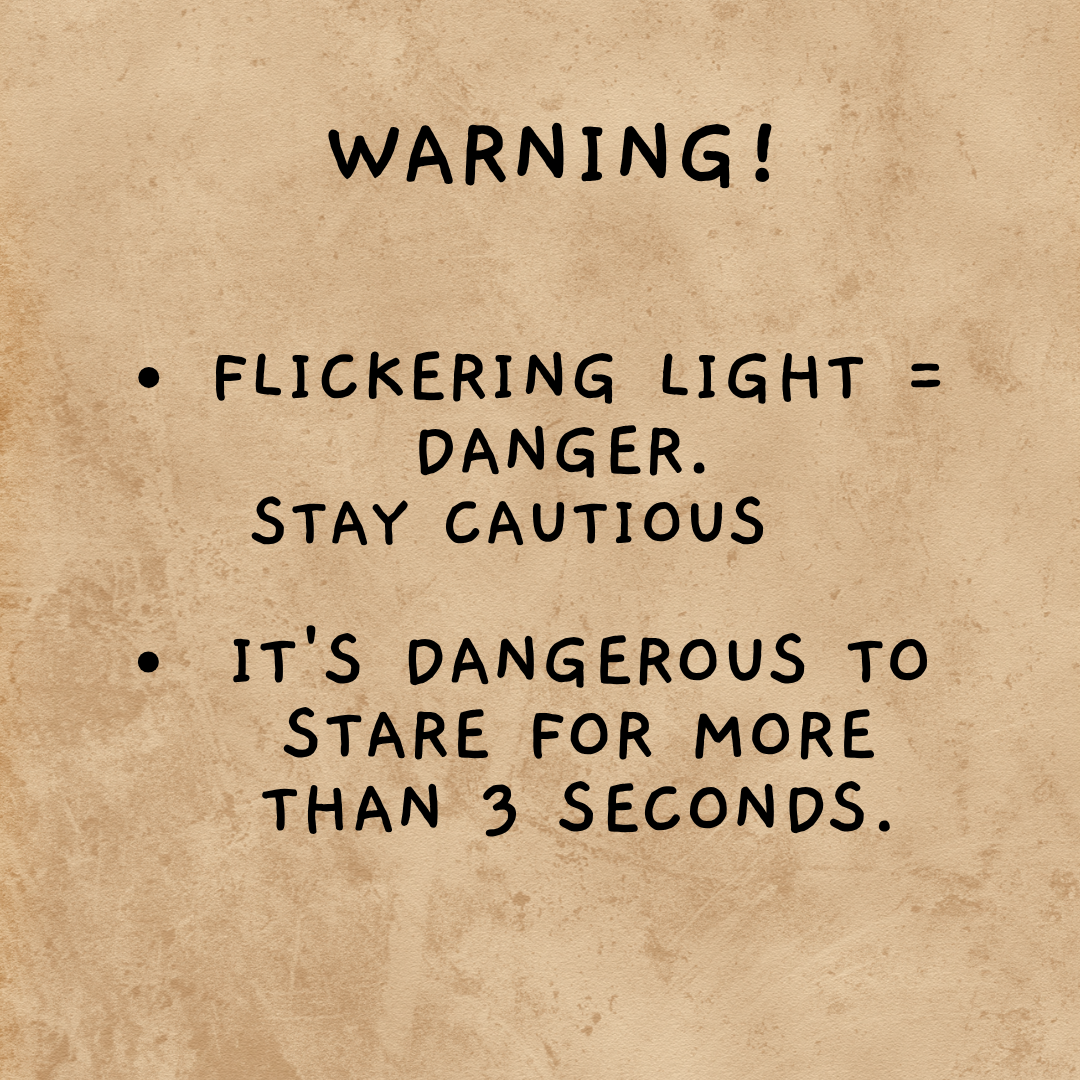 WARNING!
• FLICKERING LIGHT =
DANGER.
STAY CAUTIOUS
• IT'S DANGEROUS TO
STARE FOR MORE
THAN 3 SECONDS.